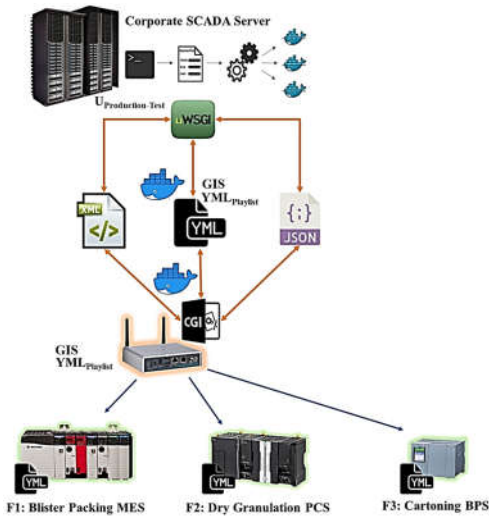 Corporate SCADA Server
>_
UProduction-Test
uWSGI
GIS
YMLPlaylist
XML
</>
YML
{;}
JSON
CGI
GIS
YMLPlaylist
YML
YML
YML
F1: Blister Packing MES
F2: Dry Granulation PCS
F3: Cartoning BPS